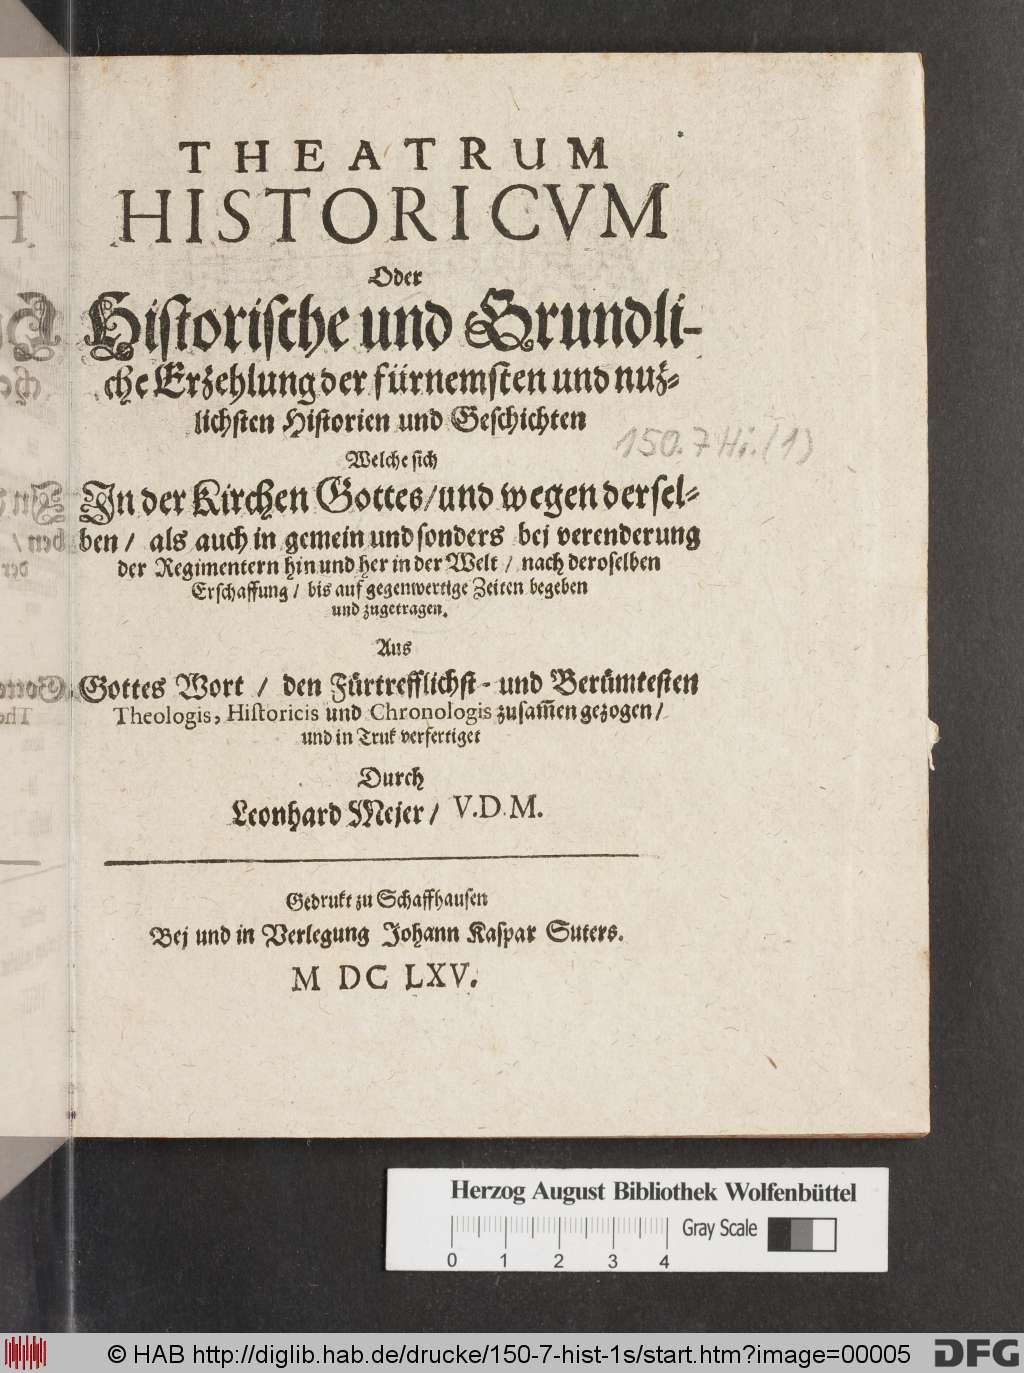 THEATRUM
HISTORICVM
Oder
Historische und Grundli-
che Erzehlung der fürnemsten und nuz-
lichsten Historien und Geschichten
150.7 Hi. (1)
Welche sich
In der Kirchen Gottes/ und wegen dersel-
ben/ als auch in gemein und sonders bej verenderung
der Regimentern hin und her in der Welt/ nach deroselben
Erschaffung/ bis auf gegenwertige Zeiten begeben
und zugetragen.
Aus
Gottes Wort/ den Fürtrefflichst- und Berümtesten
Theologis, Historicis und Chronologis zusam̄en gezogen/
und in Truk verfertiget
Durch
Leonhard Mejer/ V.D.M.
Gedrukt zu Schaffhausen
Bej und in Verlegung Johann Kaspar Suters.
M DC LXV.
Herzog August Bibliothek Wolfenbüttel
Gray Scale
0 1 2 3 4
© HAB http://diglib.hab.de/drucke/150-7-hist-1s/start.htm?image=00005
DFG